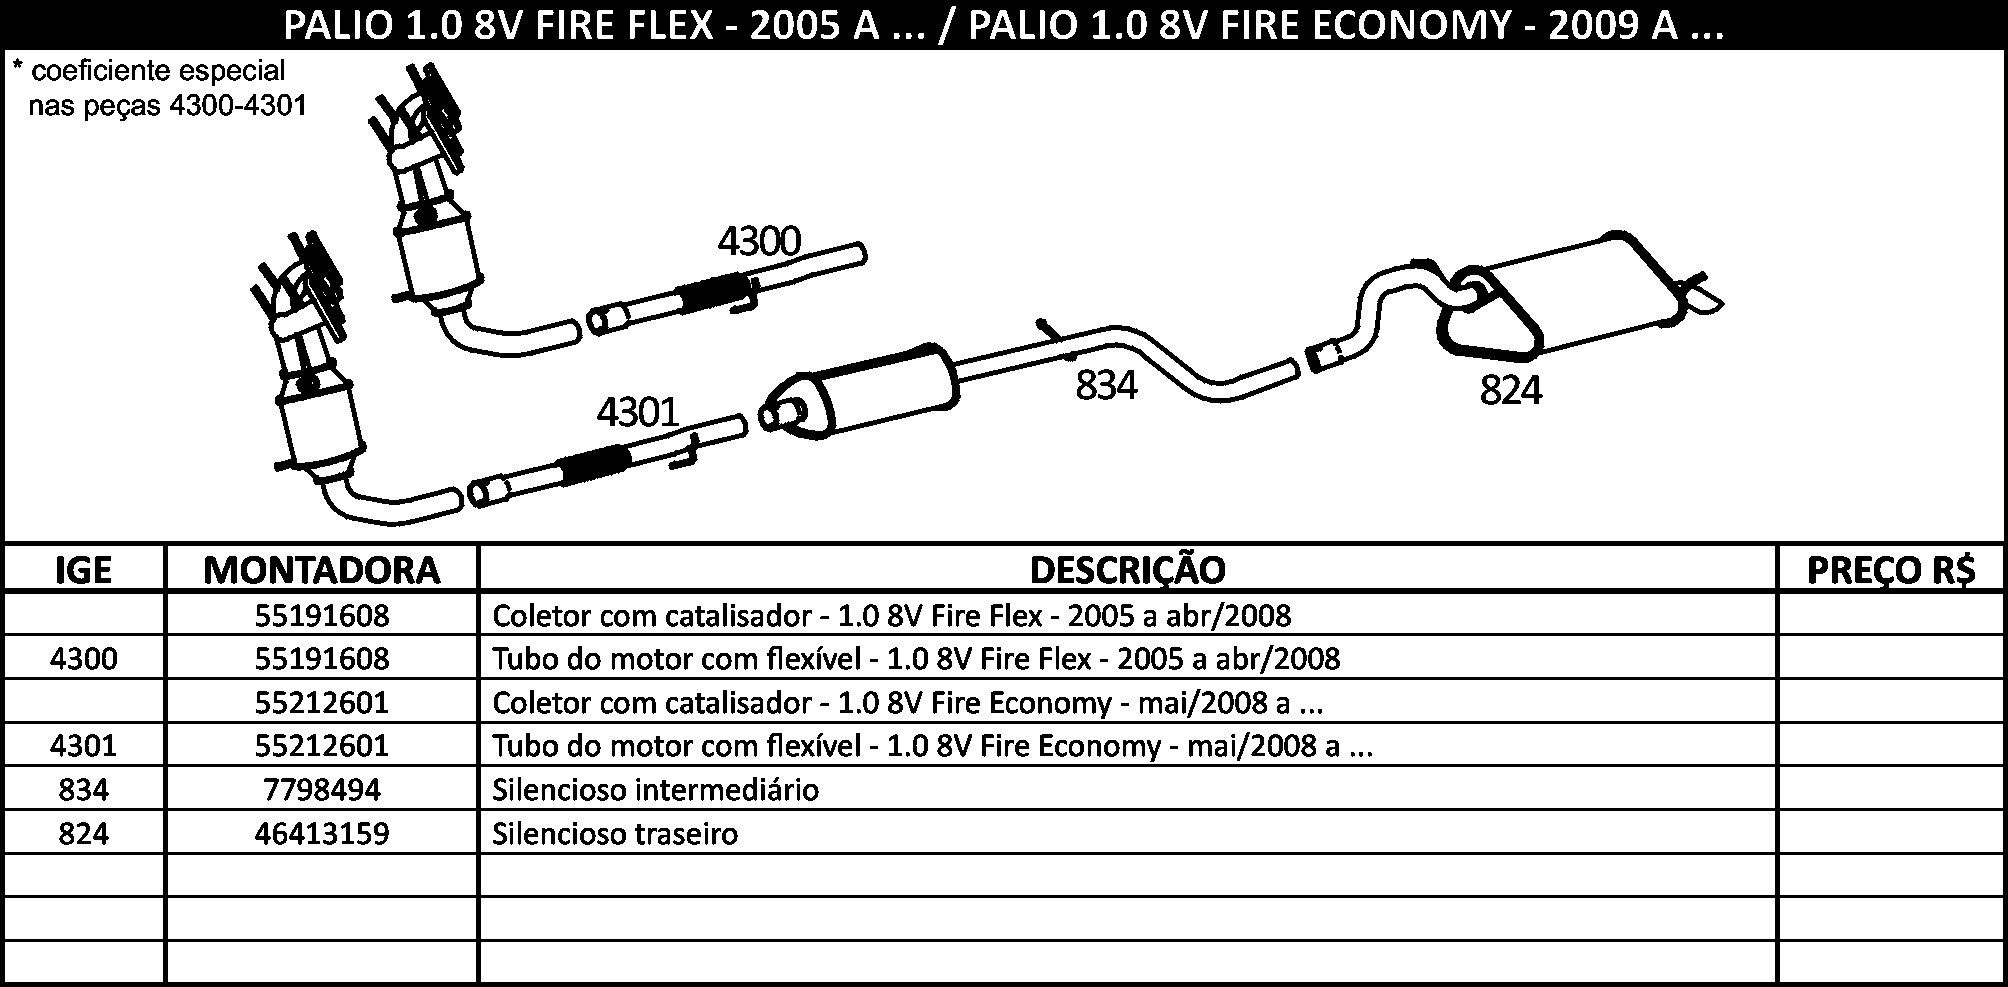 PALIO 1.0 8V FIRE FLEX - 2005 A ... / PALIO 1.0 8V FIRE ECONOMY - 2009 A ...
* coeficiente especial
nas peças 4300-4301
4300
4301
834
824
IGE MONTADORA DESCRIÇÃO PREÇO R$
55191608 Coletor com catalisador - 1.0 8V Fire Flex - 2005 a abr/2008
4300 55191608 Tubo do motor com flexível - 1.0 8V Fire Flex - 2005 a abr/2008
55212601 Coletor com catalisador - 1.0 8V Fire Economy - mai/2008 a ...
4301 55212601 Tubo do motor com flexível - 1.0 8V Fire Economy - mai/2008 a ...
834 7798494 Silencioso intermediário
824 46413159 Silencioso traseiro